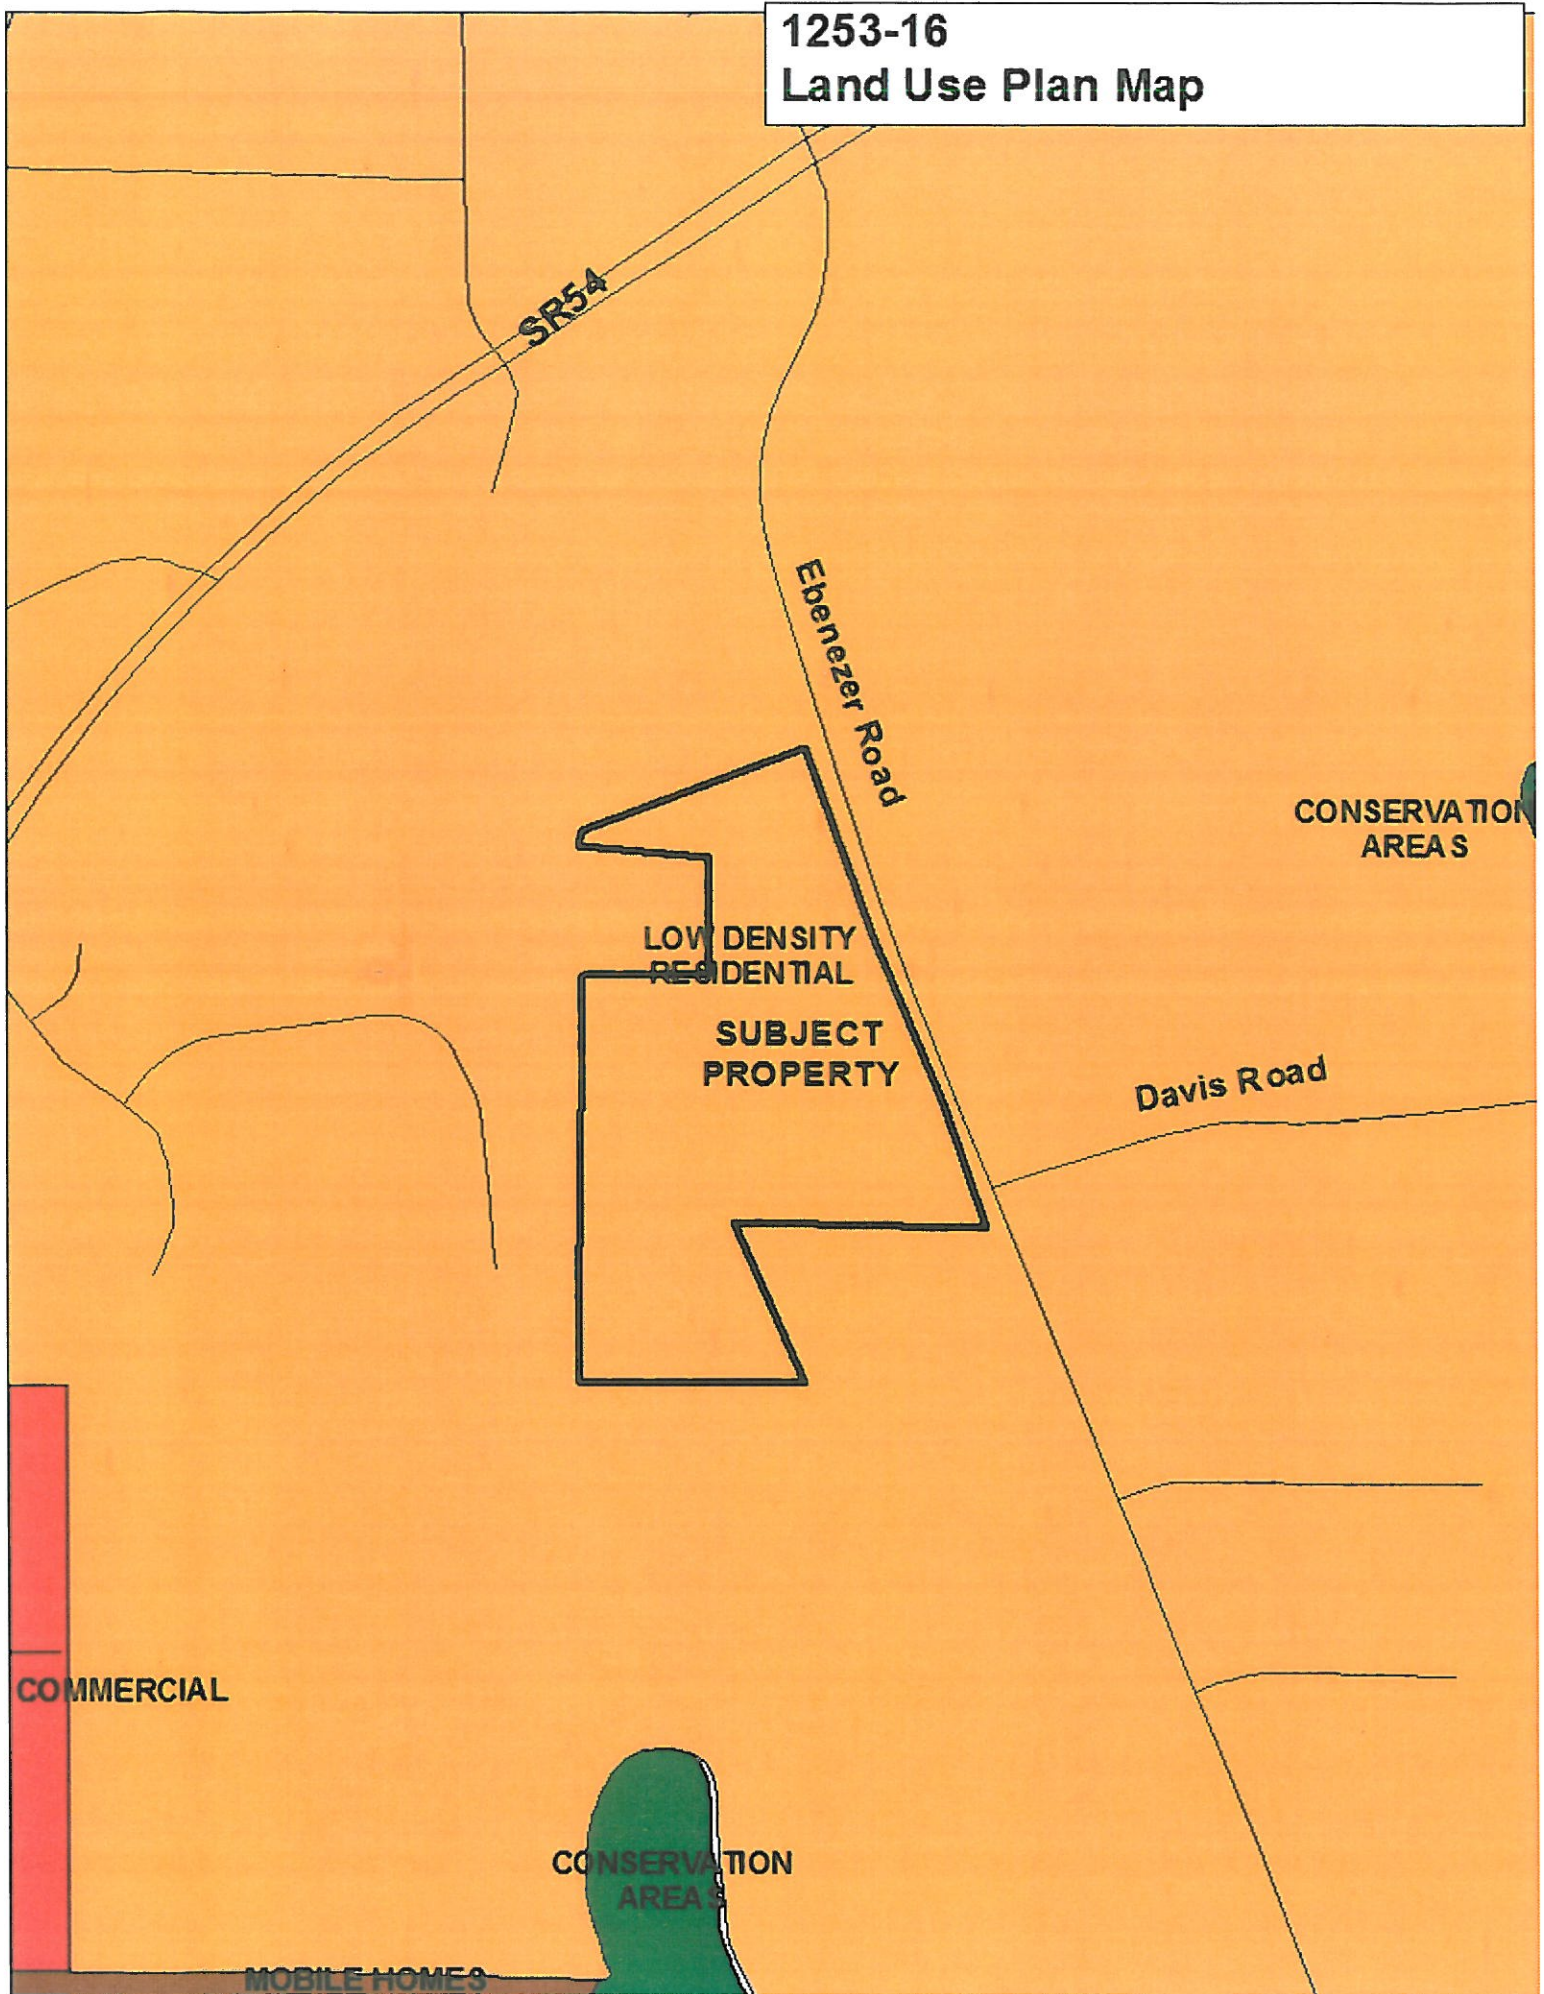 1253-16
Land Use Plan Map
SR54
Ebenezer Road
CONSERVATION
AREAS
LOW DENSITY
RESIDENTIAL
SUBJECT
PROPERTY
Davis Road
COMMERCIAL
CONSERVATION
AREAS
MOBILE HOMES